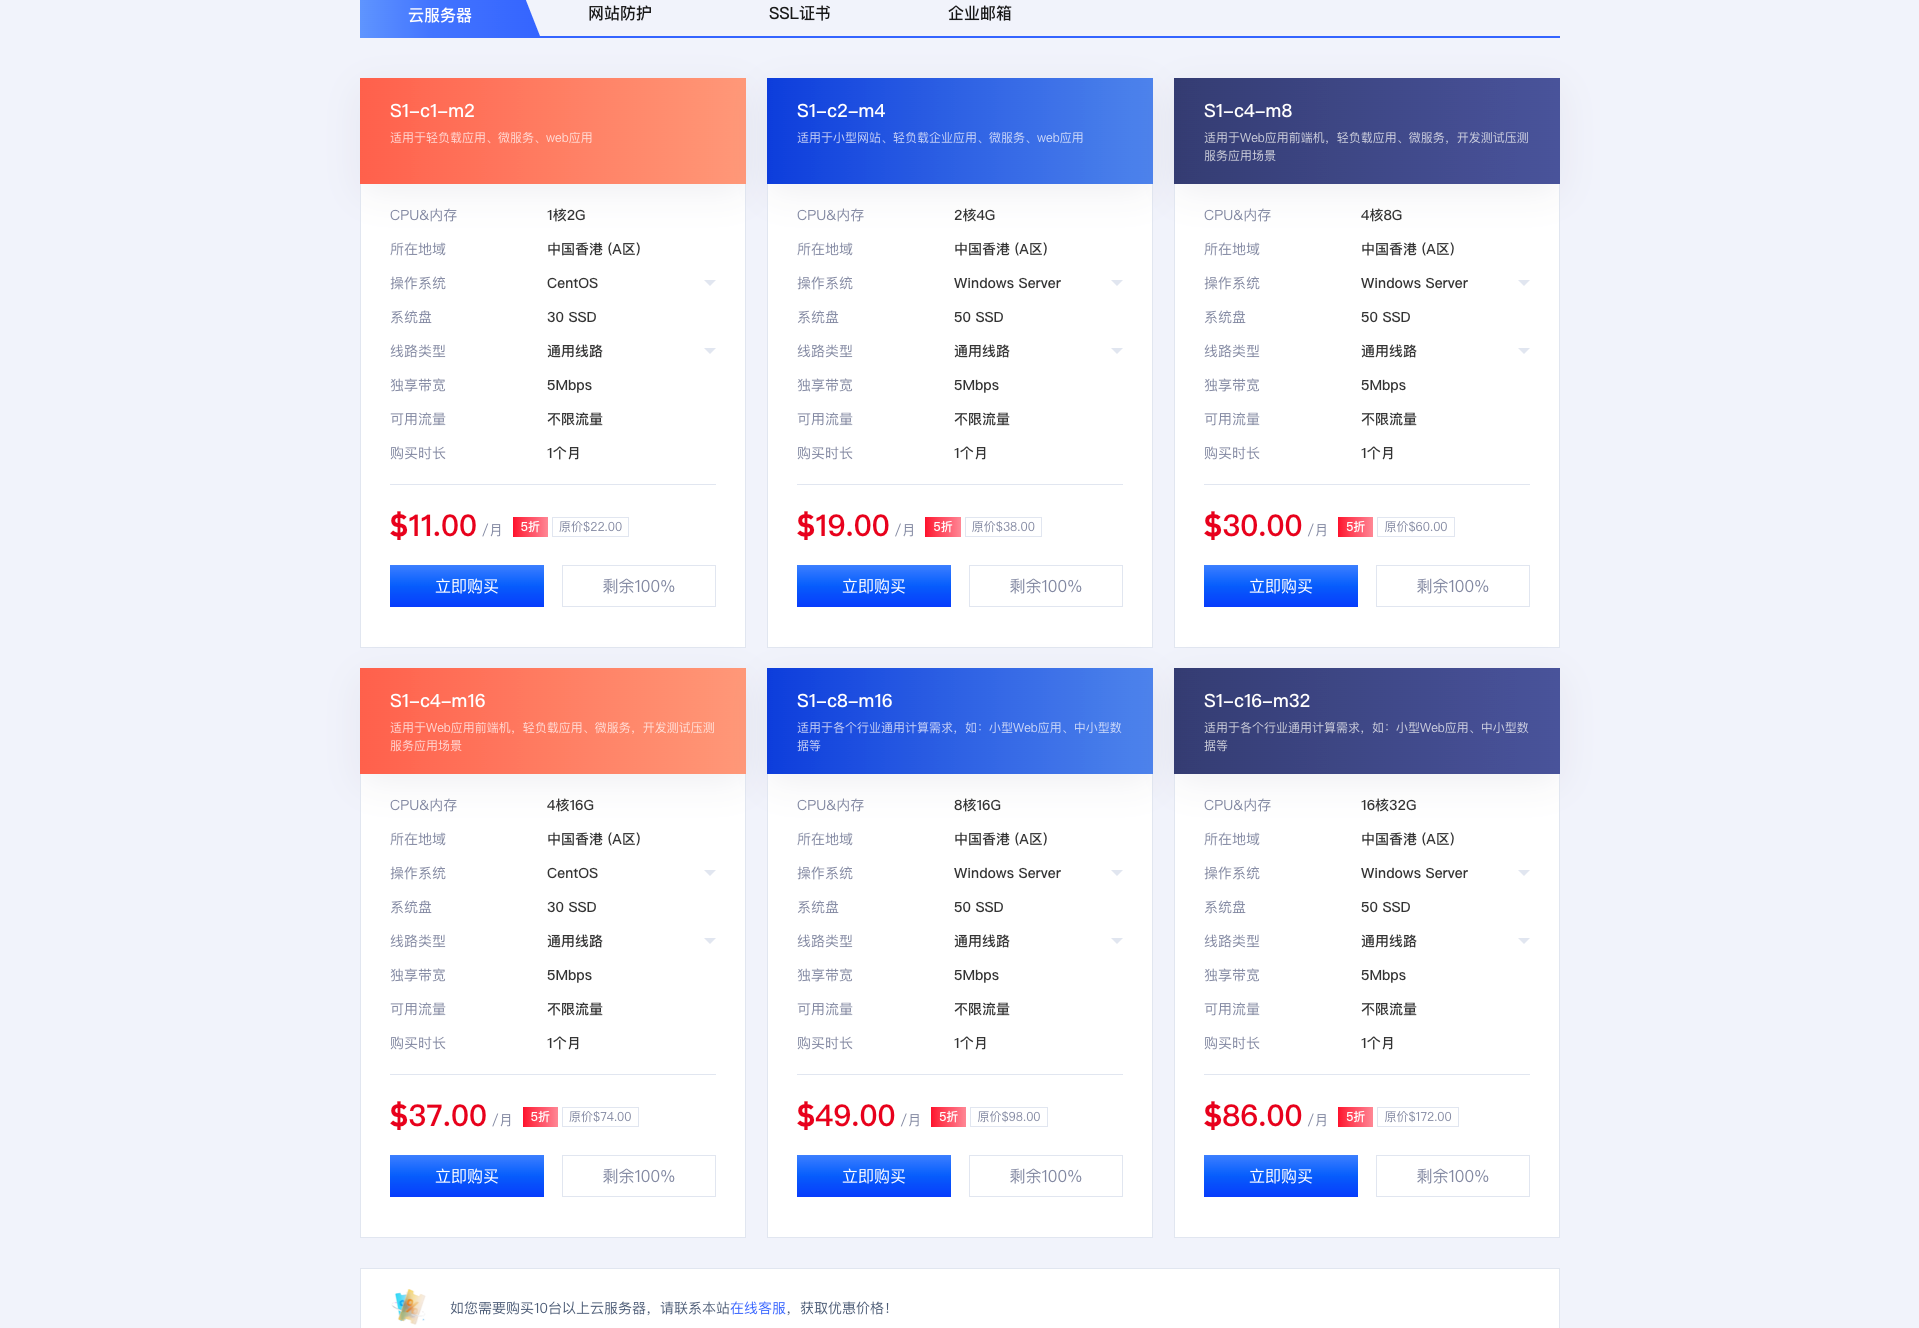 云服务器
网站防护
SSL证书
企业邮箱
S1-c1-m2
适用于轻负载应用、微服务、web应用
CPU&内存 1核2G
所在地域 中国香港 (A区)
操作系统 CentOS
系统盘 30 SSD
线路类型 通用线路
独享带宽 5Mbps
可用流量 不限流量
购买时长 1个月
$11.00 /月 5折 原价$22.00
立即购买 剩余100%
S1-c2-m4
适用于小型网站、轻负载企业应用、微服务、web应用
CPU&内存 2核4G
所在地域 中国香港 (A区)
操作系统 Windows Server
系统盘 50 SSD
线路类型 通用线路
独享带宽 5Mbps
可用流量 不限流量
购买时长 1个月
$19.00 /月 5折 原价$38.00
立即购买 剩余100%
S1-c4-m8
适用于Web应用前端机，轻负载应用、微服务，开发测试压测
服务应用场景
CPU&内存 4核8G
所在地域 中国香港 (A区)
操作系统 Windows Server
系统盘 50 SSD
线路类型 通用线路
独享带宽 5Mbps
可用流量 不限流量
购买时长 1个月
$30.00 /月 5折 原价$60.00
立即购买 剩余100%
S1-c4-m16
适用于Web应用前端机，轻负载应用、微服务，开发测试压测
服务应用场景
CPU&内存 4核16G
所在地域 中国香港 (A区)
操作系统 CentOS
系统盘 30 SSD
线路类型 通用线路
独享带宽 5Mbps
可用流量 不限流量
购买时长 1个月
$37.00 /月 5折 原价$74.00
立即购买 剩余100%
S1-c8-m16
适用于各个行业通用计算需求，如：小型Web应用、中小型数
据等
CPU&内存 8核16G
所在地域 中国香港 (A区)
操作系统 Windows Server
系统盘 50 SSD
线路类型 通用线路
独享带宽 5Mbps
可用流量 不限流量
购买时长 1个月
$49.00 /月 5折 原价$98.00
立即购买 剩余100%
S1-c16-m32
适用于各个行业通用计算需求，如：小型Web应用、中小型数
据等
CPU&内存 16核32G
所在地域 中国香港 (A区)
操作系统 Windows Server
系统盘 50 SSD
线路类型 通用线路
独享带宽 5Mbps
可用流量 不限流量
购买时长 1个月
$86.00 /月 5折 原价$172.00
立即购买 剩余100%
如您需要购买10台以上云服务器，请联系本站在线客服，获取优惠价格！